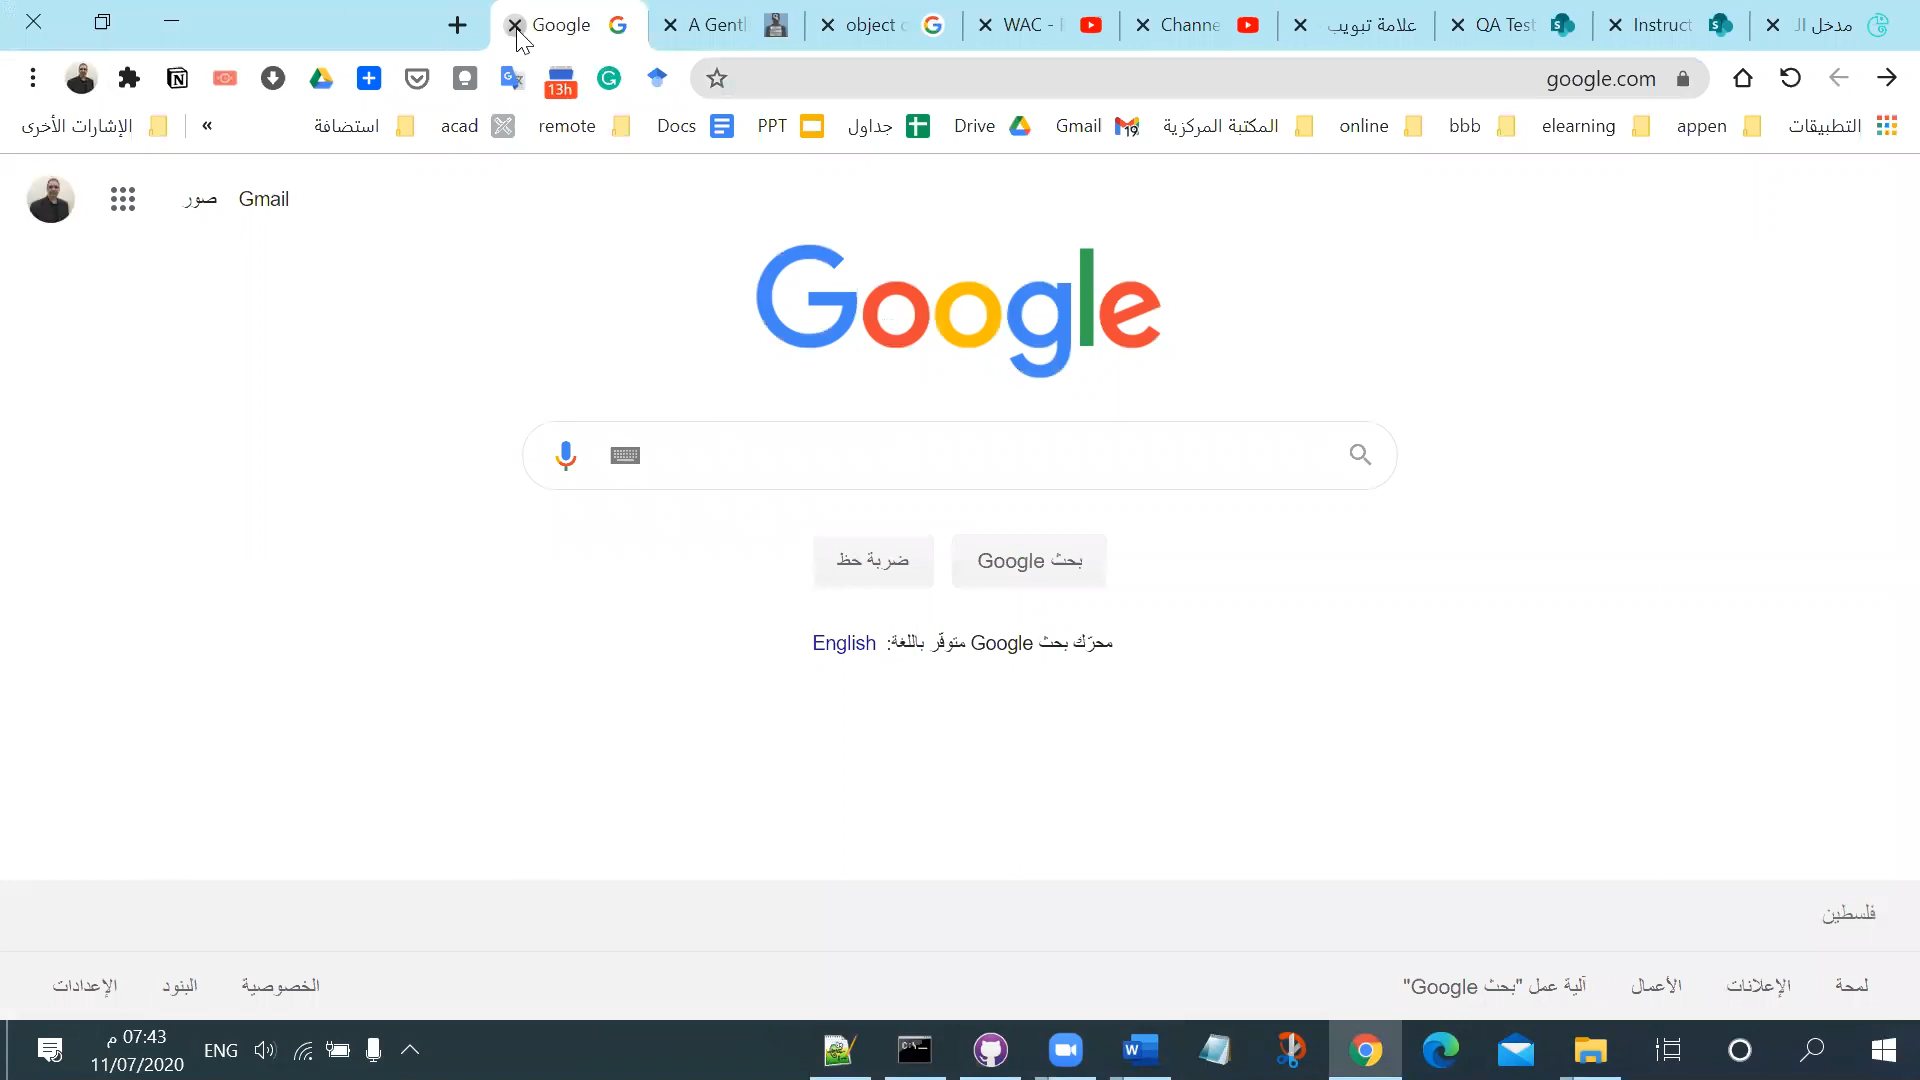 مدخل الـ
Instruct
QA Test
علامة تبويب
Channe
WAC -
object
A Gentl
Google
google.com
13h
التطبيقات
appen
elearning
bbb
online
المكتبة المركزية
Gmail
19
Drive
جداول
PPT
Docs
remote
acad
استضافة
»
الإشارات الأخرى
Gmail
صور
Google
بحث Google
ضربة حظ
محرّك بحث Google متوفّر باللغة: English
فلسطين
لمحة
الإعلانات
الأعمال
آلية عمل "بحث Google"
الخصوصية
البنود
الإعدادات
ENG
07:43 م
11/07/2020